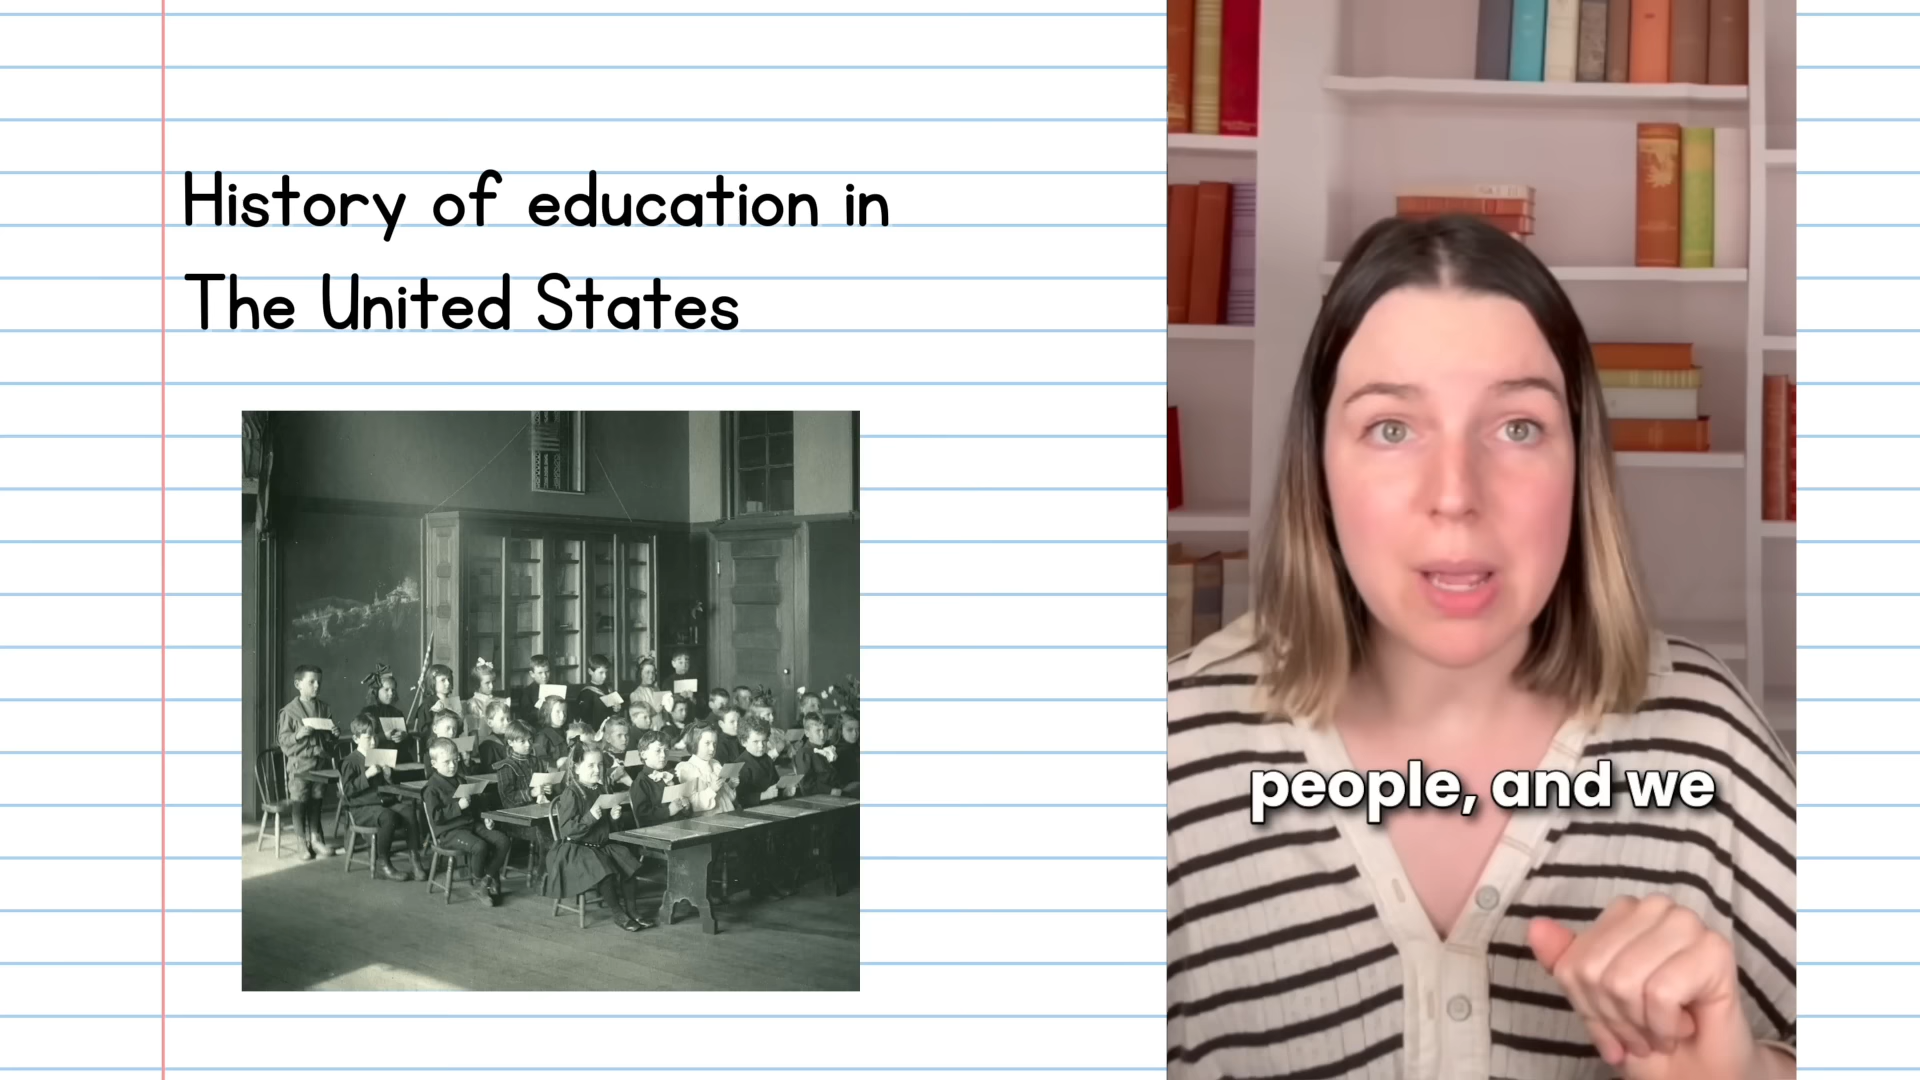 History of education in
The United States
people, and we